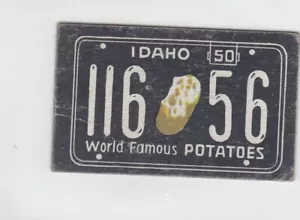 IDAHO 50
116 56
World Famous POTATOES